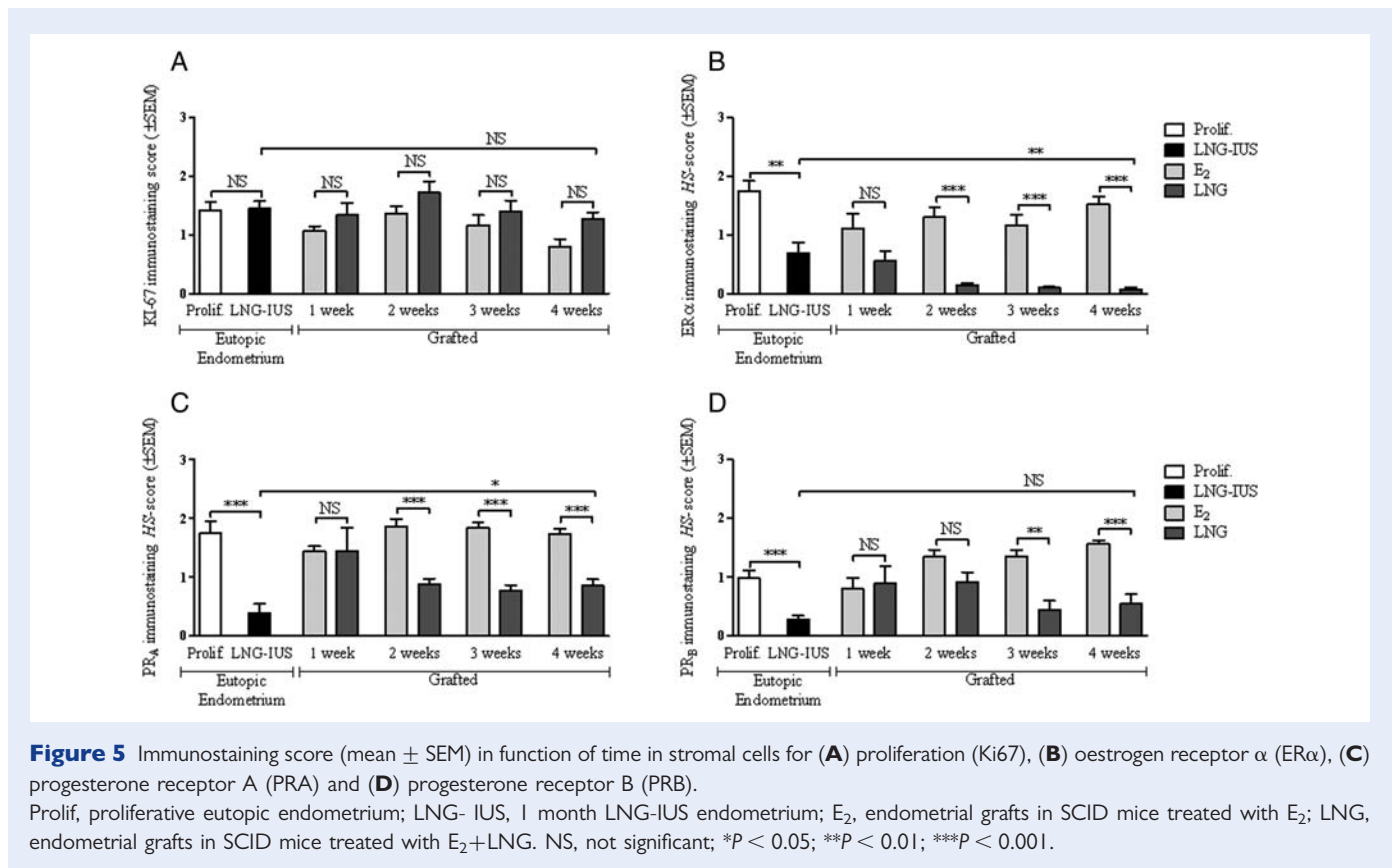 A
KI-67 immunostaining score (±SEM)
3
2
1
0
NS
NS
NS
NS
NS
NS
Prolif. LNG-IUS 1 week 2 weeks 3 weeks 4 weeks
Eutopic Endometrium
Grafted
B
ERα immunostaining HS-score (±SEM)
3
2
1
0
**
**
NS
***
***
***
Prolif. LNG-IUS 1 week 2 weeks 3 weeks 4 weeks
Eutopic Endometrium
Grafted
Prolif.
LNG-IUS
E₂
LNG
C
PRA immunostaining HS-score (±SEM)
3
2
1
0
***
*
NS
***
***
***
Prolif. LNG-IUS 1 week 2 weeks 3 weeks 4 weeks
Eutopic Endometrium
Grafted
D
PRB immunostaining HS-score (±SEM)
3
2
1
0
***
NS
NS
NS
**
***
Prolif. LNG-IUS 1 week 2 weeks 3 weeks 4 weeks
Eutopic Endometrium
Grafted
Prolif.
LNG-IUS
E₂
LNG
Figure 5 Immunostaining score (mean ± SEM) in function of time in stromal cells for (A) proliferation (Ki67), (B) oestrogen receptor α (ERα), (C)
progesterone receptor A (PRA) and (D) progesterone receptor B (PRB).
Prolif, proliferative eutopic endometrium; LNG- IUS, 1 month LNG-IUS endometrium; E₂, endometrial grafts in SCID mice treated with E₂; LNG,
endometrial grafts in SCID mice treated with E₂+LNG. NS, not significant; *P < 0.05; **P < 0.01; ***P < 0.001.